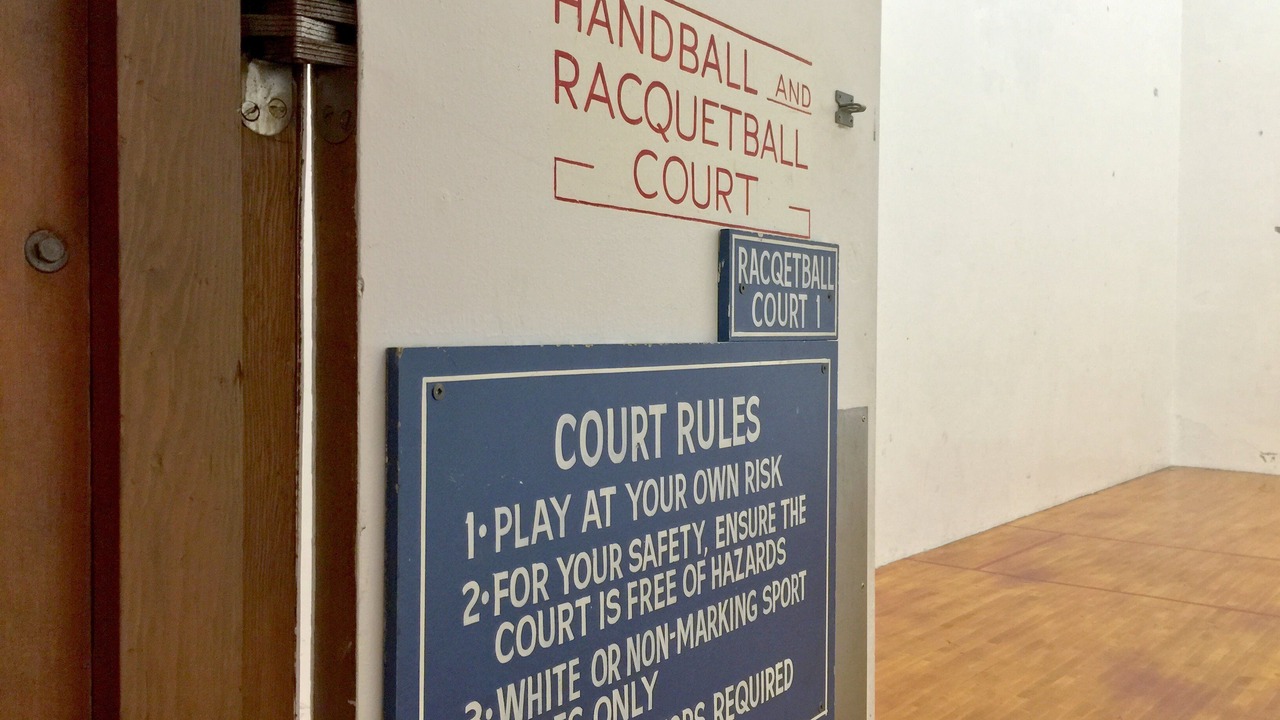 HANDBALL AND
RACQUETBALL
COURT
RACQETBALL
COURT 1
COURT RULES
1• PLAY AT YOUR OWN RISK
2• FOR YOUR SAFETY, ENSURE THE
COURT IS FREE OF HAZARDS
3• WHITE OR NON-MARKING SPORT
ONLY
REQUIRED